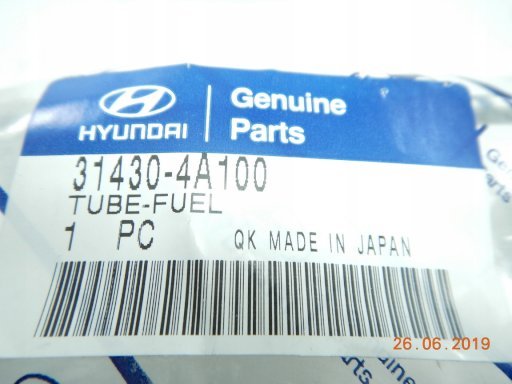 HYUNDAI
Genuine
Parts
31430-4A100
TUBE-FUEL
1 PC QK MADE IN JAPAN
26.06.2019